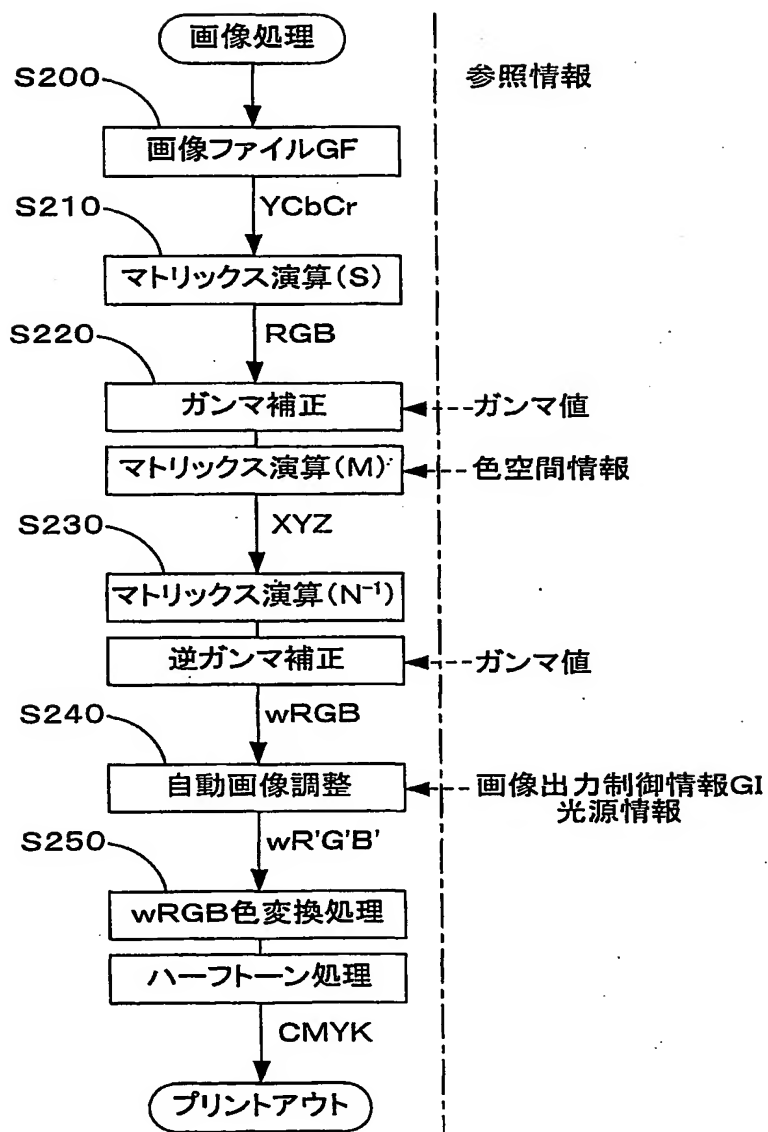 画像処理
参照情報
S200
画像ファイルGF
YCbCr
S210
マトリックス演算(S)
RGB
S220
ガンマ補正
ガンマ値
マトリックス演算(M)
色空間情報
XYZ
S230
マトリックス演算(N⁻¹)
逆ガンマ補正
ガンマ値
wRGB
S240
自動画像調整
画像出力制御情報GI
光源情報
wR'G'B'
S250
wRGB色変換処理
ハーフトーン処理
CMYK
プリントアウト